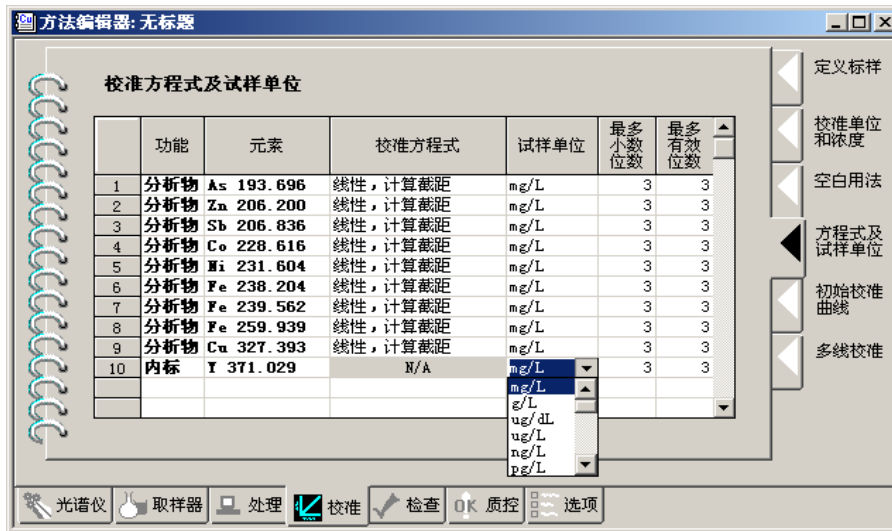 Cu 方法编辑器: 无标题
校准方程式及试样单位
功能 元素 校准方程式 试样单位 最多小数位数 最多有效位数
1 分析物 As 193.696 线性，计算截距 mg/L 3 3
2 分析物 Zn 206.200 线性，计算截距 mg/L 3 3
3 分析物 Sb 206.836 线性，计算截距 mg/L 3 3
4 分析物 Co 228.616 线性，计算截距 mg/L 3 3
5 分析物 Ni 231.604 线性，计算截距 mg/L 3 3
6 分析物 Fe 238.204 线性，计算截距 mg/L 3 3
7 分析物 Fe 239.562 线性，计算截距 mg/L 3 3
8 分析物 Fe 259.939 线性，计算截距 mg/L 3 3
9 分析物 Cu 327.393 线性，计算截距 mg/L 3 3
10 内标 Y 371.029 N/A mg/L 3 3
mg/L
g/L
ug/dL
ug/L
ng/L
pg/L
定义标样
校准单位
和浓度
空白用法
方程式及
试样单位
初始校准
曲线
多线校准
光谱仪 取样器 处理 校准 检查 OK 质控 选项